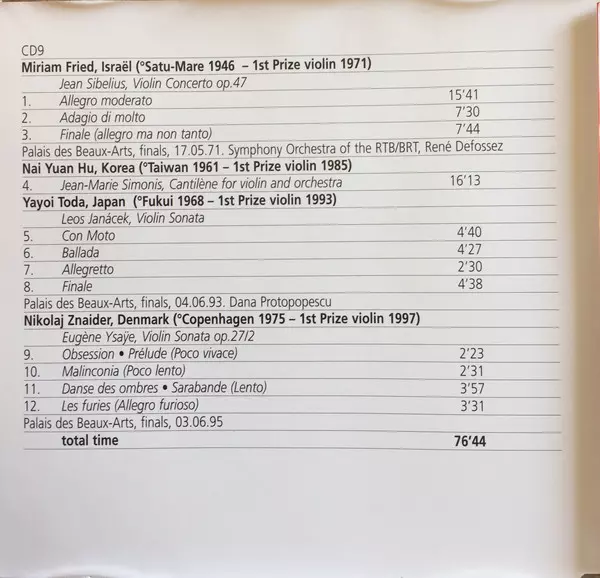 CD9
Miriam Fried, Israël (°Satu-Mare 1946 – 1st Prize violin 1971)
Jean Sibelius, Violin Concerto op.47
1. Allegro moderato 15'41
2. Adagio di molto 7'30
3. Finale (allegro ma non tanto) 7'44
Palais des Beaux-Arts, finals, 17.05.71. Symphony Orchestra of the RTB/BRT, René Defossez
Nai Yuan Hu, Korea (°Taiwan 1961 – 1st Prize violin 1985)
4. Jean-Marie Simonis, Cantilène for violin and orchestra 16'13
Yayoi Toda, Japan (°Fukui 1968 – 1st Prize violin 1993)
Leos Janácek, Violin Sonata
5. Con Moto 4'40
6. Ballada 4'27
7. Allegretto 2'30
8. Finale 4'38
Palais des Beaux-Arts, finals, 04.06.93. Dana Protopopescu
Nikolaj Znaider, Denmark (°Copenhagen 1975 – 1st Prize violin 1997)
Eugène Ysaÿe, Violin Sonata op.27/2
9. Obsession • Prélude (Poco vivace) 2'23
10. Malinconia (Poco lento) 2'31
11. Danse des ombres • Sarabande (Lento) 3'57
12. Les furies (Allegro furioso) 3'31
Palais des Beaux-Arts, finals, 03.06.95
total time 76'44